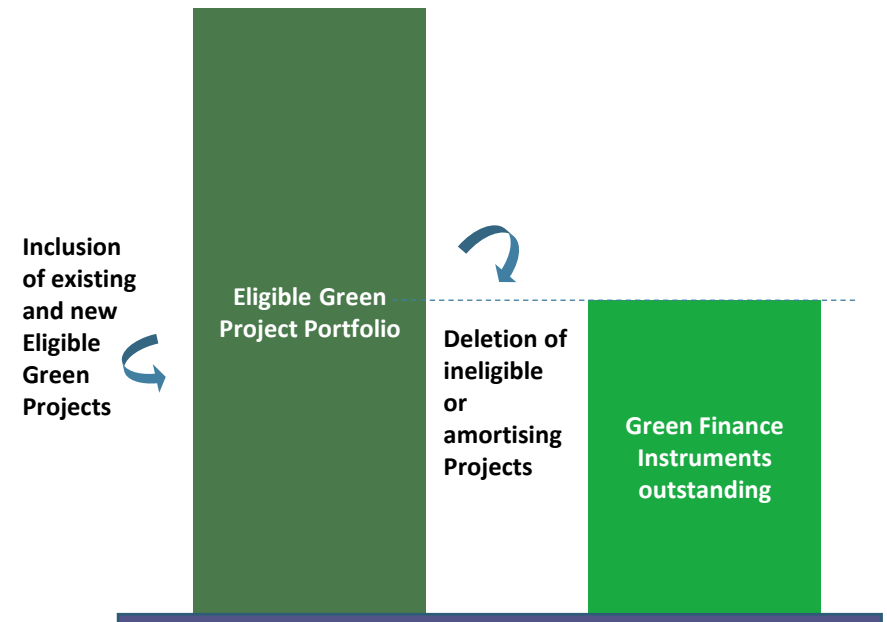 Inclusion
of existing
and new
Eligible
Green
Projects
Eligible Green
Project Portfolio
Deletion of
ineligible
or
amortising
Projects
Green Finance
Instruments
outstanding